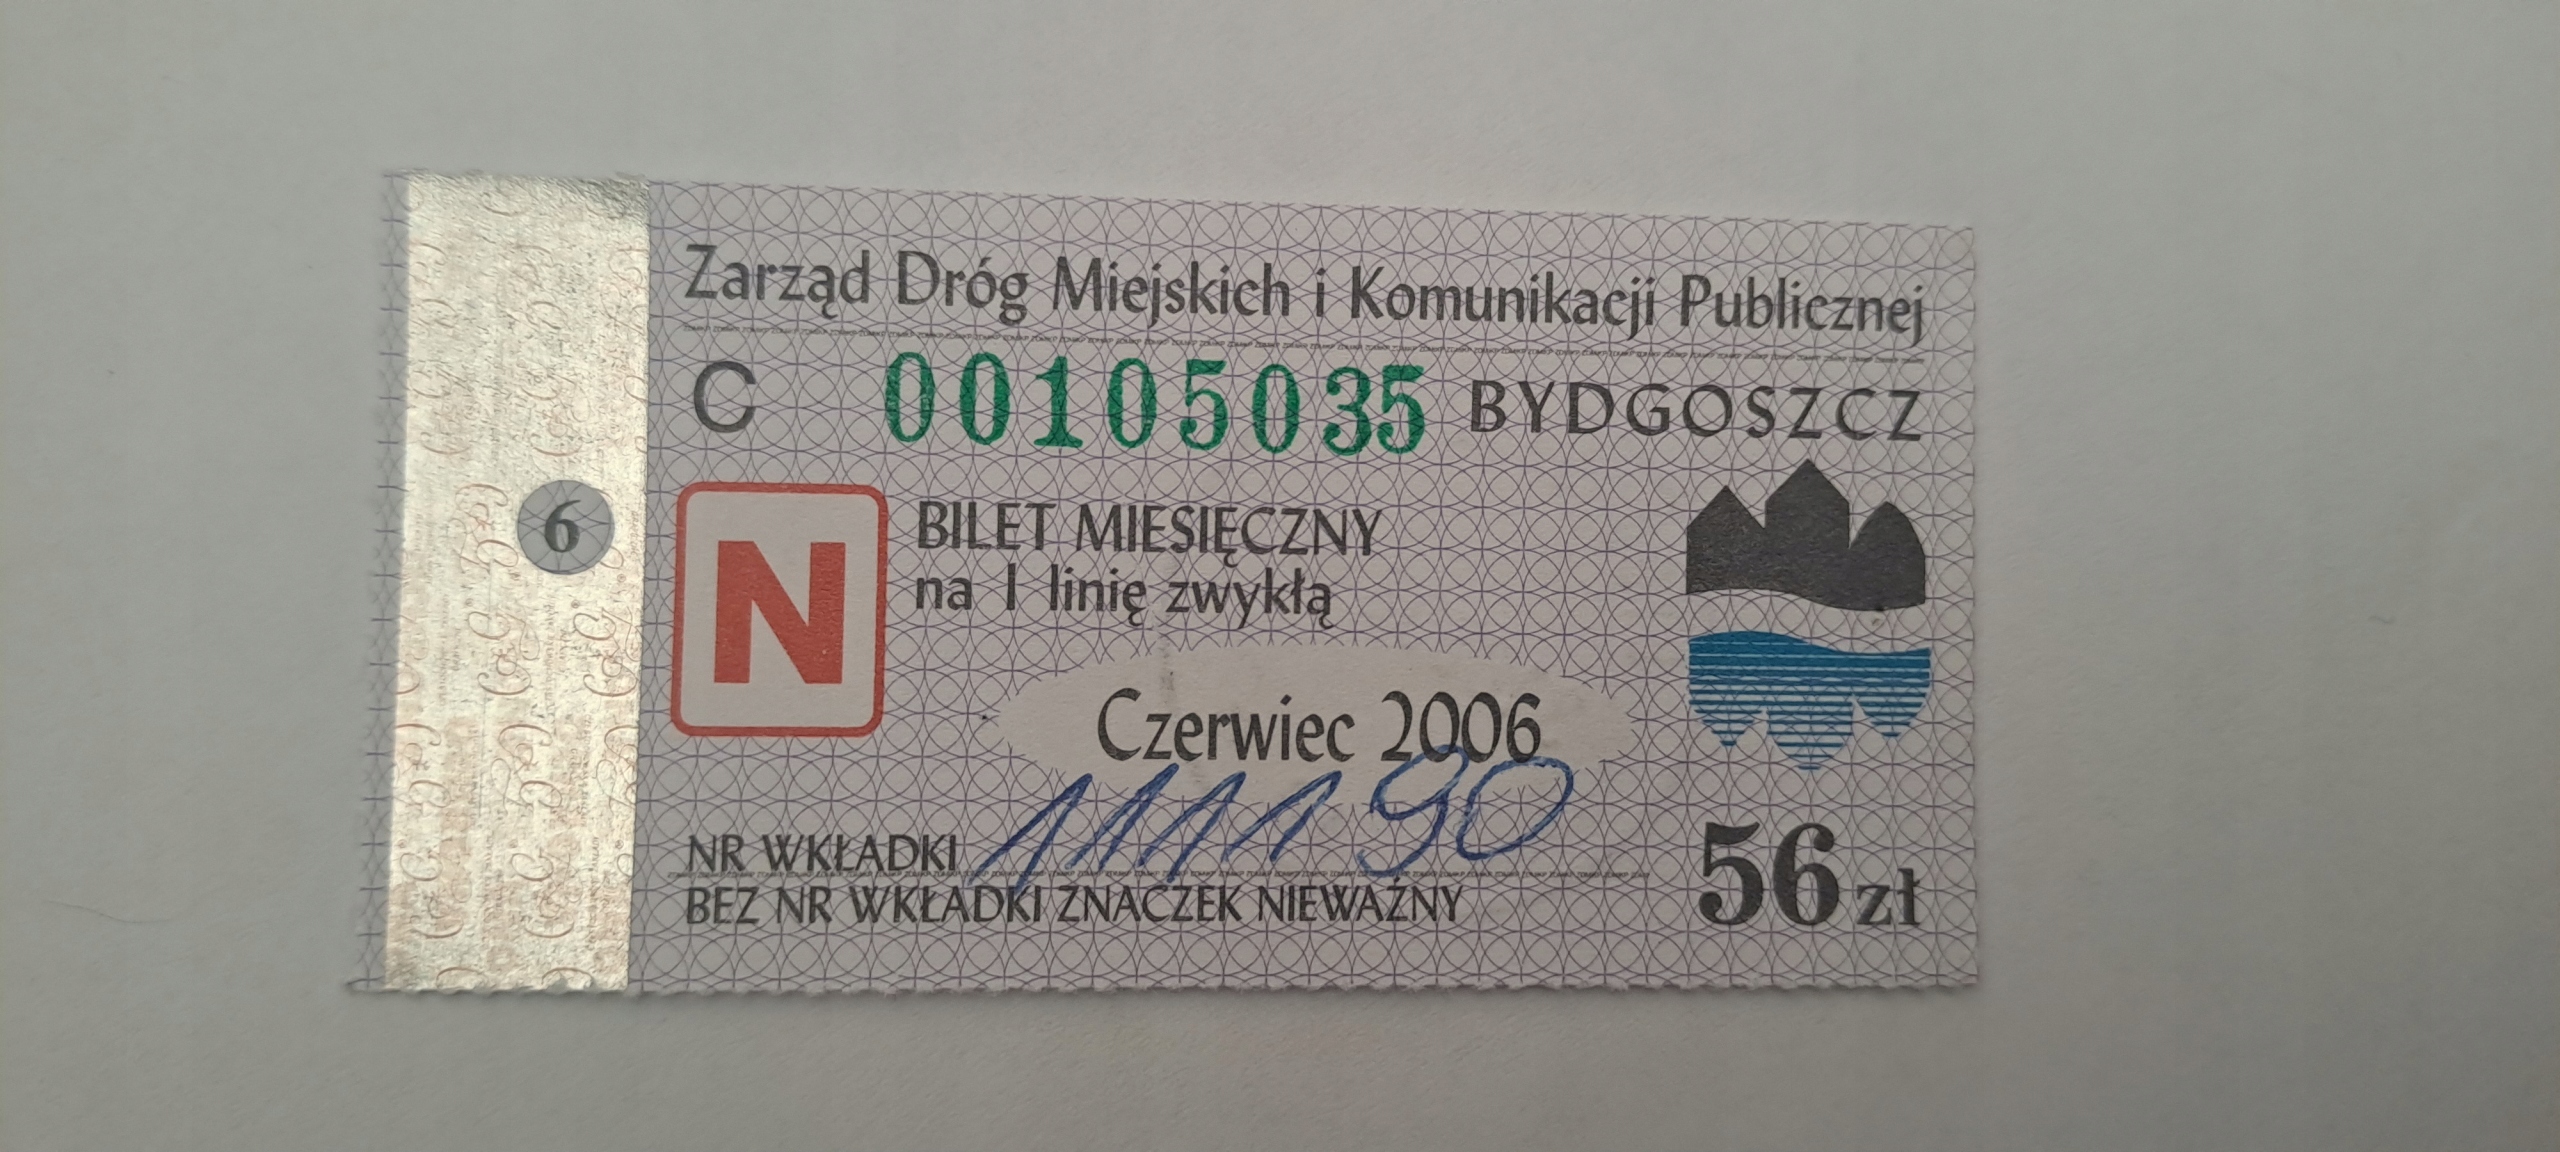 Zarząd Dróg Miejskich i Komunikacji Publicznej
C 00105035 BYDGOSZCZ
6
N
BILET MIESIĘCZNY
na 1 linię zwykłą
Czerwiec 2006
NR WKŁADKI 111190
BEZ NR WKŁADKI ZNACZEK NIEWAŻNY
56 zł